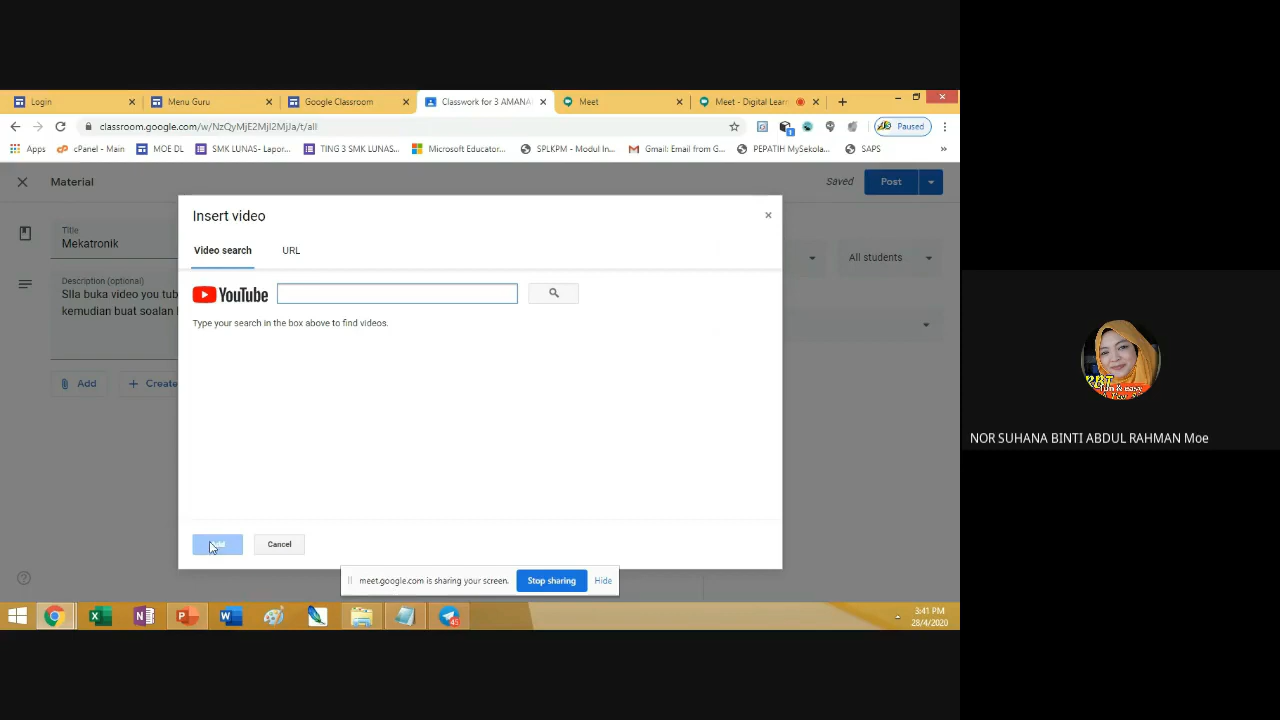 Login
Menu Guru
Google Classroom
Classwork for 3 AMANA
Meet
Meet - Digital Learn
classroom.google.com/w/NzQyMjE2MjI2MjJa/t/all
Paused
Apps
cPanel - Main
MOE DL
SMK LUNAS- Lapor...
TING 3 SMK LUNAS...
Microsoft Educator...
SPLKPM - Modul In...
Gmail: Email from G...
PEPATIH MySekola...
SAPS
Material
Saved
Post
Insert video
Video search
URL
Title
Mekatronik
All students
Description (optional)
SIla buka video you tub
kemudian buat soalan
YouTube
Type your search in the box above to find videos.
Add
Create
Cancel
meet.google.com is sharing your screen.
Stop sharing
Hide
45
3:41 PM
28/4/2020
RBT
fun & easy
NOR SUHANA BINTI ABDUL RAHMAN Moe